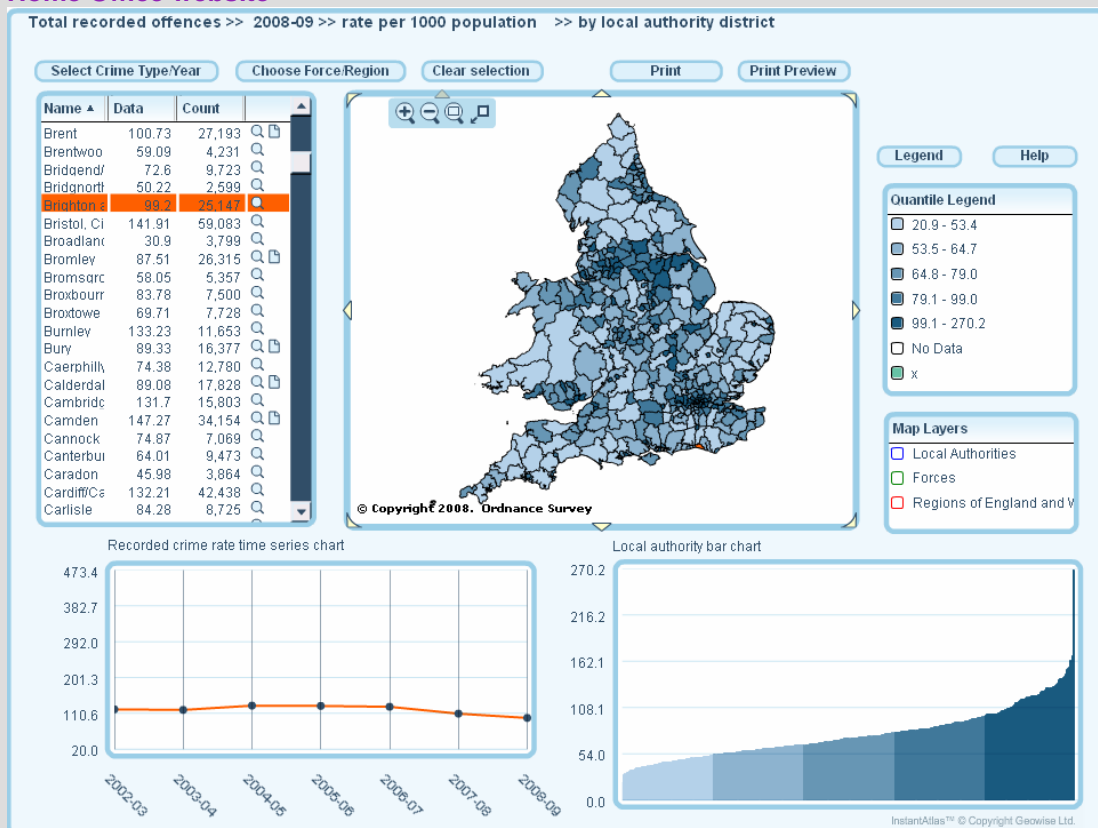 Home Office website
Total recorded offences >> 2008-09 >> rate per 1000 population >> by local authority district
Select Crime Type/Year Choose Force/Region Clear selection Print Print Preview
Name Data Count
Brent 100.73 27,193
Brentwoo 59.09 4,231
Bridgend/ 72.6 9,723
Bridgnorth 50.22 2,599
Brighton a 99.2 25,147
Bristol, Ci 141.91 59,083
Broadland 30.9 3,799
Bromley 87.51 26,315
Bromsgrc 58.05 5,357
Broxbourr 83.78 7,500
Broxtowe 69.71 7,728
Burnley 133.23 11,653
Bury 89.33 16,377
Caerphilly 74.38 12,780
Calderdal 89.08 17,828
Cambridg 131.7 15,803
Camden 147.27 34,154
Cannock 74.87 7,069
Canterbui 64.01 9,473
Caradon 45.98 3,864
Cardiff/Ca 132.21 42,438
Carlisle 84.28 8,725
© Copyright 2008. Ordnance Survey
Legend Help
Quantile Legend
20.9 - 53.4
53.5 - 64.7
64.8 - 79.0
79.1 - 99.0
99.1 - 270.2
No Data
x
Map Layers
Local Authorities
Forces
Regions of England and W
Recorded crime rate time series chart
473.4
382.7
292.0
201.3
110.6
20.0
2002-03
2003-04
2004-05
2005-06
2006-07
2007-08
2008-09
Local authority bar chart
270.2
216.2
162.1
108.1
54.0
0.0
InstantAtlas™ © Copyright Geowise Ltd.